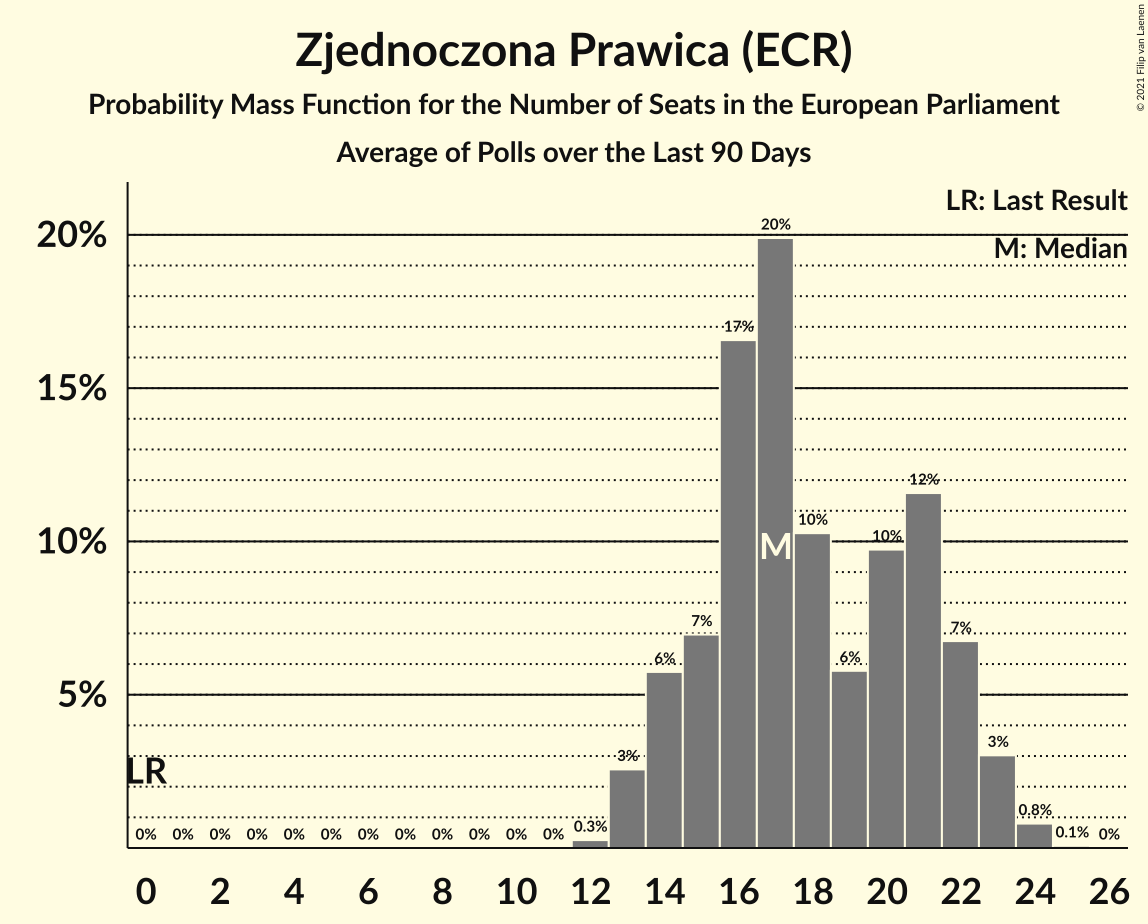 Zjednoczona Prawica (ECR)
Probability Mass Function for the Number of Seats in the European Parliament
Average of Polls over the Last 90 Days
© 2021 Filip van Laenen
LR: Last Result
M: Median
20%
15%
10%
5%
LR
M
0% 0% 0% 0% 0% 0% 0% 0% 0% 0% 0% 0% 0.3% 3% 6% 7% 17% 20% 10% 6% 10% 12% 7% 3% 0.8% 0.1% 0%
0 2 4 6 8 10 12 14 16 18 20 22 24 26